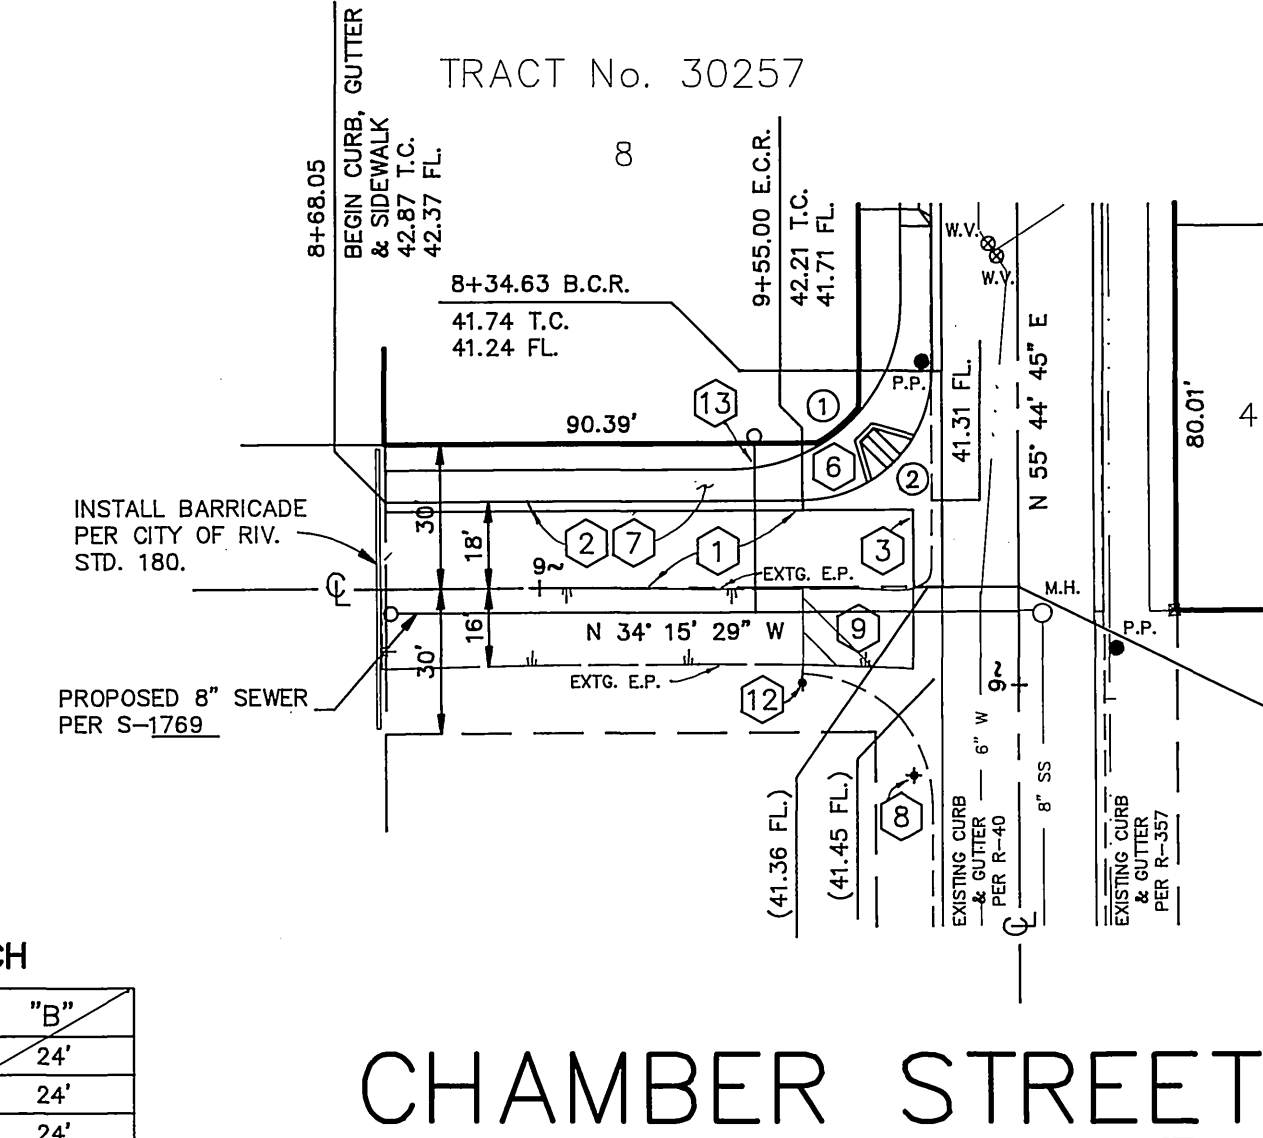 TRACT No. 30257
8
8+68.05
BEGIN CURB, GUTTER
& SIDEWALK
42.87 T.C.
42.37 FL.
8+34.63 B.C.R.
41.74 T.C.
41.24 FL.
9+55.00 E.C.R.
42.21 T.C.
41.71 FL.
W.V.
W.V.
P.P.
41.31 FL.
N 55° 44' 45" E
80.01'
4
90.39'
13
1
6
2
INSTALL BARRICADE
PER CITY OF RIV.
STD. 180.
30'
18'
2
7
1
3
9~
EXTG. E.P.
M.H.
P.P.
16'
30'
N 34° 15' 29" W
9
EXTG. E.P.
12
9~
PROPOSED 8" SEWER
PER S-1769
8
(41.36 FL.)
(41.45 FL.)
6" W
8" SS
EXISTING CURB
& GUTTER
PER R-40
EXISTING CURB
& GUTTER
PER R-357
CL
CL
CH
"B"
24'
24'
24'
CHAMBER STREET